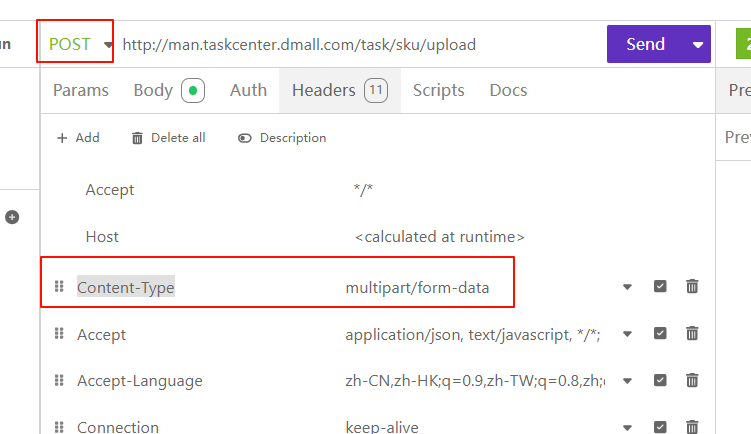 un
POST http://man.taskcenter.dmall.com/task/sku/upload Send 2
Params Body Auth Headers 11 Scripts Docs Pre
Add Delete all Description Prev
Accept */*
Host <calculated at runtime>
Content-Type multipart/form-data
Accept application/json, text/javascript, */*;
Accept-Language zh-CN,zh-HK;q=0.9,zh-TW;q=0.8,zh;
Connection keep-alive